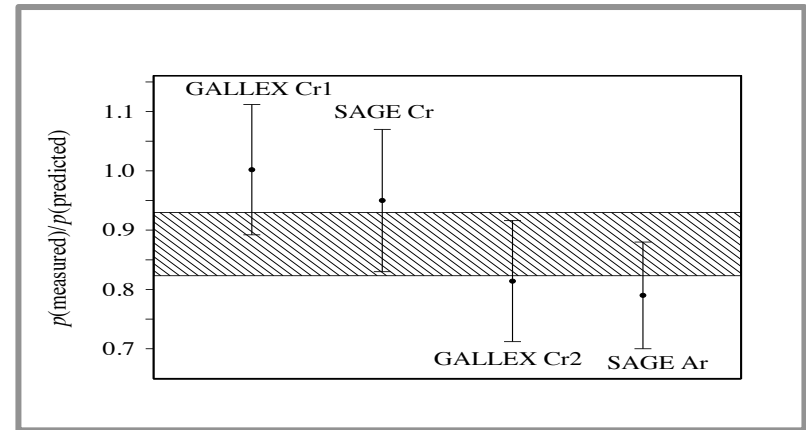 p(measured)/p(predicted)
1.1
1.0
0.9
0.8
0.7
GALLEX Cr1
SAGE Cr
GALLEX Cr2
SAGE Ar